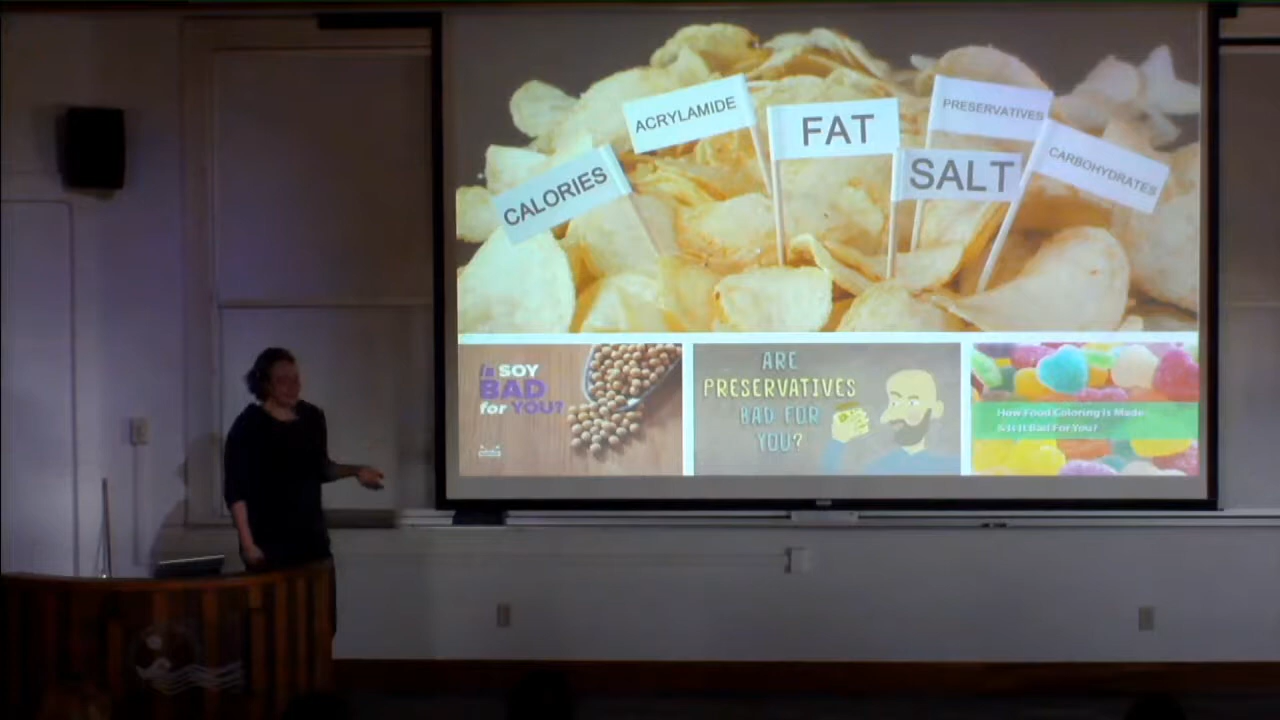 ACRYLAMIDE
FAT
PRESERVATIVES
CALORIES
SALT
CARBOHYDRATES
Is SOY
BAD
for YOU?
ARE
PRESERVATIVES
BAD FOR
YOU?
How Food Coloring Is Made
& Is It Bad For You?